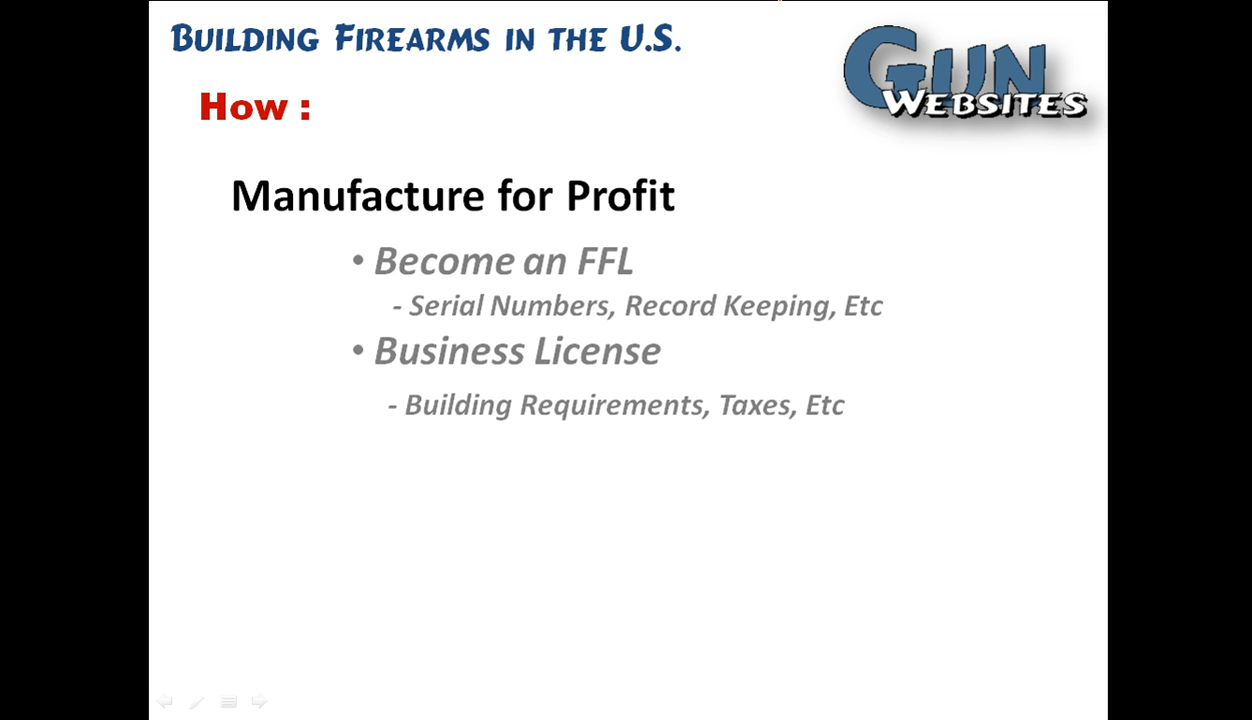 Building Firearms in the U.S.
Gun
Websites
How :
Manufacture for Profit
• Become an FFL
- Serial Numbers, Record Keeping, Etc
• Business License
- Building Requirements, Taxes, Etc